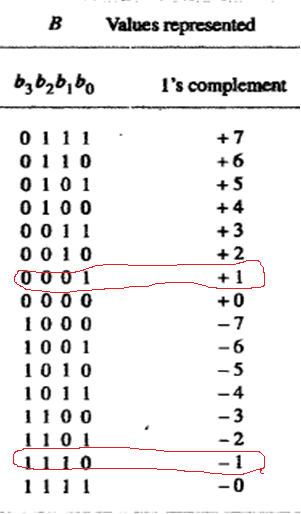 B Values represented
b₃b₂b₁b₀ 1's complement
0 1 1 1 +7
0 1 1 0 +6
0 1 0 1 +5
0 1 0 0 +4
0 0 1 1 +3
0 0 1 0 +2
0 0 0 1 +1
0 0 0 0 +0
1 0 0 0 −7
1 0 0 1 −6
1 0 1 0 −5
1 0 1 1 −4
1 1 0 0 −3
1 1 0 1 −2
1 1 1 0 −1
1 1 1 1 −0